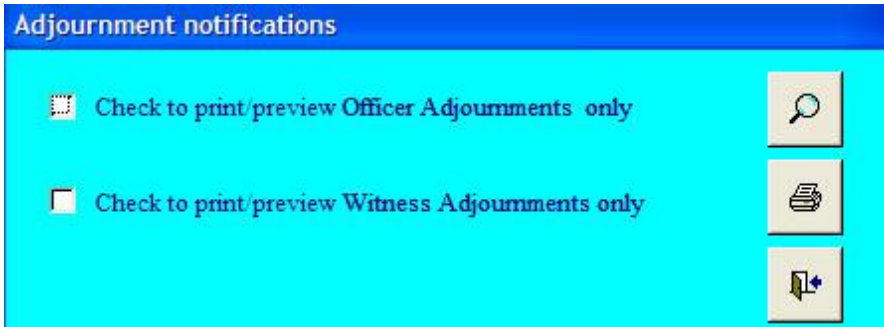 Adjournment notifications
Check to print/preview Officer Adjournments only
Check to print/preview Witness Adjournments only